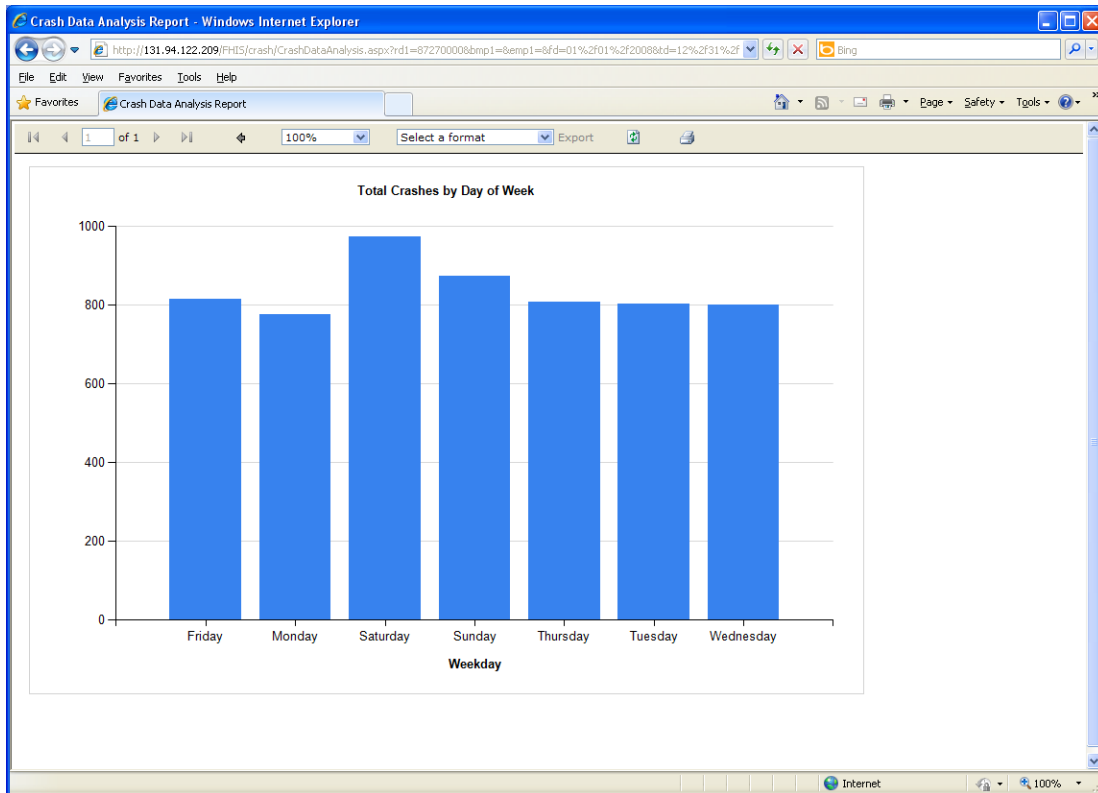 Crash Data Analysis Report - Windows Internet Explorer
http://131.94.122.209/FHIS/crash/CrashDataAnalysis.aspx?rd1=87270000&bmp1=&emp1=&fd=01%2f01%2f2008&td=12%2f31%2f Bing
File Edit View Favorites Tools Help
Favorites Crash Data Analysis Report Page Safety Tools
1 of 1 100% Select a format Export
Total Crashes by Day of Week
1000
800
600
400
200
0
Friday Monday Saturday Sunday Thursday Tuesday Wednesday
Weekday
Internet 100%